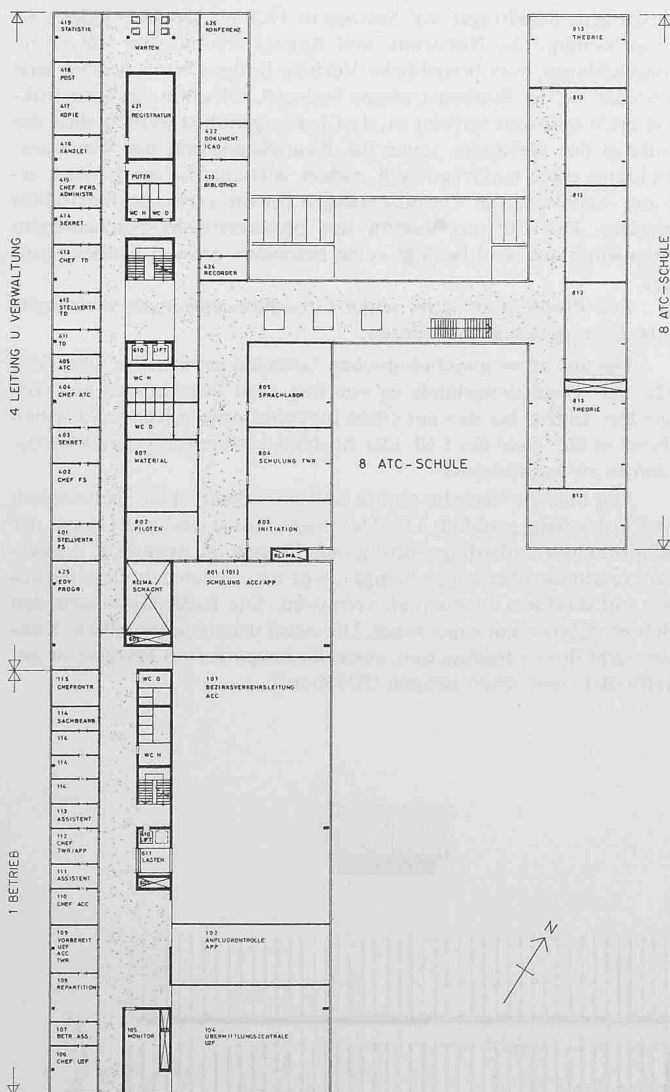 419
STATISTIK
WARTEN
426
KONFERENZ
813
THEORIE
418
POST
417
KOPIE
421
REGISTRATUR
813
416
KANZLEI
422
DOKUMENT
ICAO
415
CHEF PERS
ADMINISTR.
PUTZR
423
BIBLIOTHEK
WC H
WC D
813
414
SEKRET
413
CHEF TD
424
RECORDER
412
STELLVERTR.
TD
813
411
TD
610
LIFT
405
ATC
WC H
404
CHEF ATC
805
SPRACHLABOR
813
THEORIE
403
SEKRET
WC D
402
CHEF FS
807
MATERIAL
804
SCHULUNG TWR
8 ATC-SCHULE
813
401
STELLVERTR
FS
802
PILOTEN
803
INITIATION
KLIMA
425
EDV
PROGR.
KLIMA
SCHACHT
801 (101)
SCHULUNG ACC/APP
4 LEITUNG U VERWALTUNG
8 ATC-SCHULE
115
CHEFKONTR
WC D
101
BEZIRKSVERKEHRSLEITUNG
ACC
114
SACHBEARB.
114
WC H
114
114
113
ASSISTENT
112
CHEF
TWR/APP
610
LIFT
611
LASTEN
111
ASSISTENT
110
CHEF ACC
1 BETRIEB
109
VORBEREIT
UZF
ACC
TWR
102
ANFLUGKONTROLLE
APP
N
108
REPARTITION
107
BETR. ASS.
105
MONITOR
104
UBERMITTLUNGSZENTRALE
UZF
106
CHEF UZF